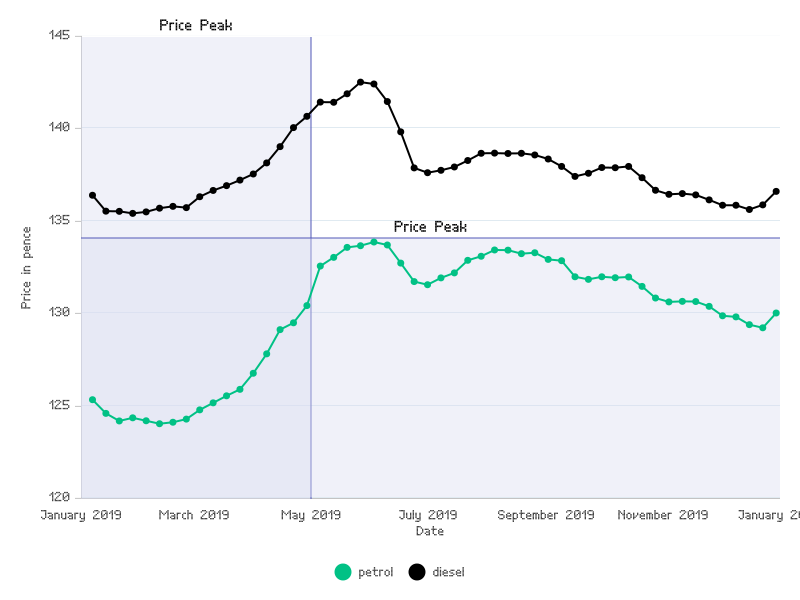 Price Peak
145
140
135
Price Peak
130
125
120
Price in pence
January 2019
March 2019
May 2019
July 2019
September 2019
November 2019
January 2
Date
petrol
diesel